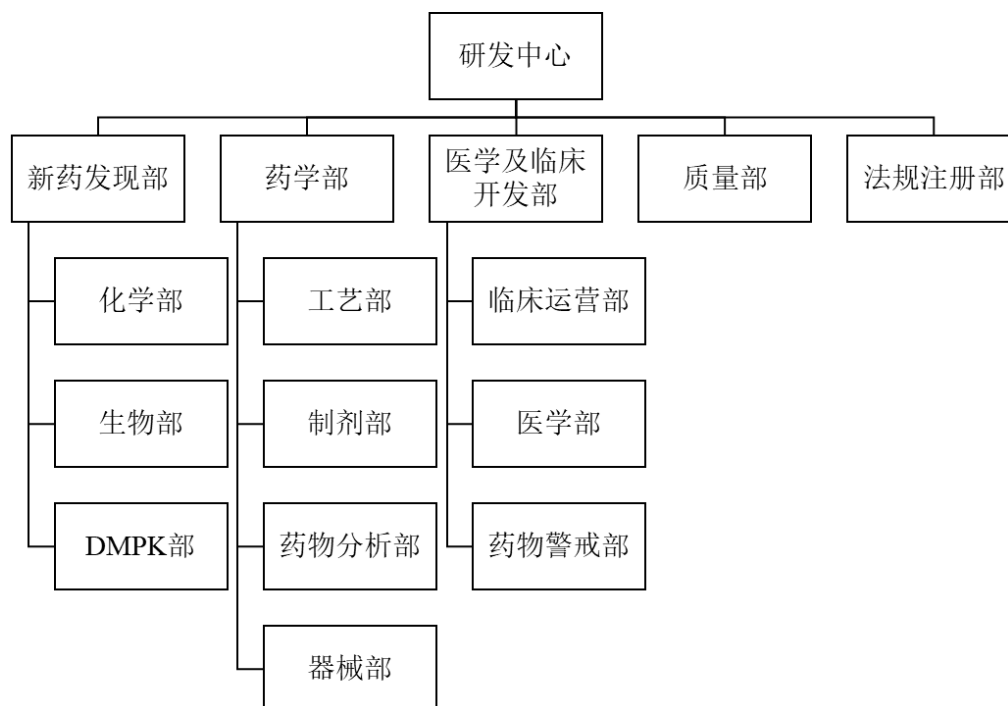 研发中心
新药发现部
药学部
医学及临床
开发部
质量部
法规注册部
化学部
工艺部
临床运营部
生物部
制剂部
医学部
DMPK部
药物分析部
药物警戒部
器械部